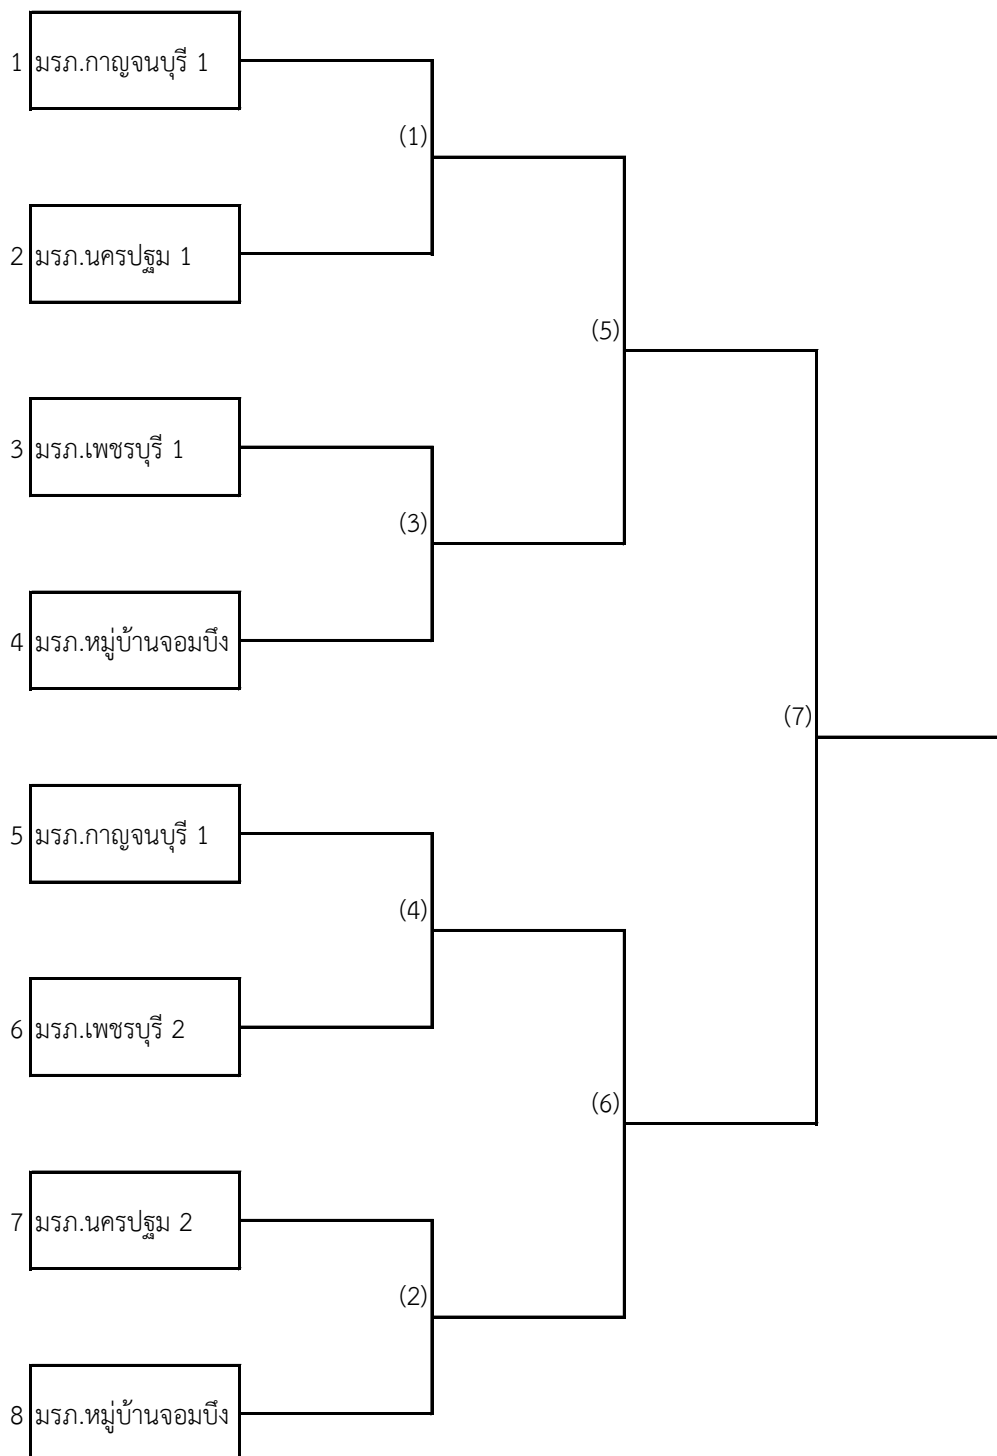 1 มรภ.กาญจนบุรี 1
(1)
2 มรภ.นครปฐม 1
(5)
3 มรภ.เพชรบุรี 1
(3)
4 มรภ.หมู่บ้านจอมบึง
(7)
5 มรภ.กาญจนบุรี 1
(4)
6 มรภ.เพชรบุรี 2
(6)
7 มรภ.นครปฐม 2
(2)
8 มรภ.หมู่บ้านจอมบึง